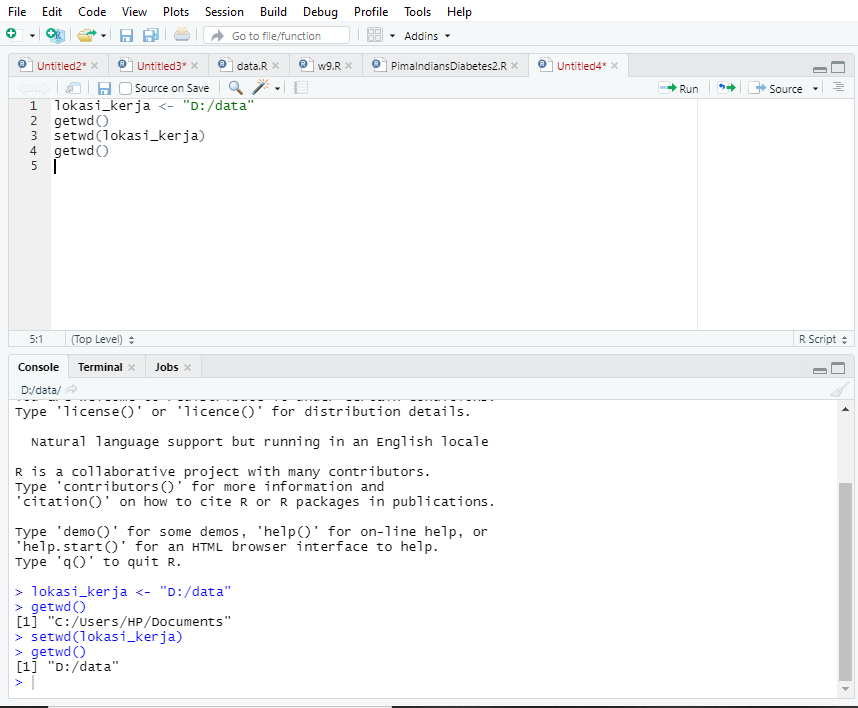 File Edit Code View Plots Session Build Debug Profile Tools Help
Go to file/function Addins
Untitled2* Untitled3* data.R w9.R PimaIndiansDiabetes2.R Untitled4*
Source on Save Run Source
1 lokasi_kerja <- "D:/data"
2 getwd()
3 setwd(lokasi_kerja)
4 getwd()
5
5:1 (Top Level) R Script
Console Terminal Jobs
D:/data/
Type 'license()' or 'licence()' for distribution details.
Natural language support but running in an English locale
R is a collaborative project with many contributors.
Type 'contributors()' for more information and
'citation()' on how to cite R or R packages in publications.
Type 'demo()' for some demos, 'help()' for on-line help, or
'help.start()' for an HTML browser interface to help.
Type 'q()' to quit R.
> lokasi_kerja <- "D:/data"
> getwd()
[1] "C:/Users/HP/Documents"
> setwd(lokasi_kerja)
> getwd()
[1] "D:/data"
>